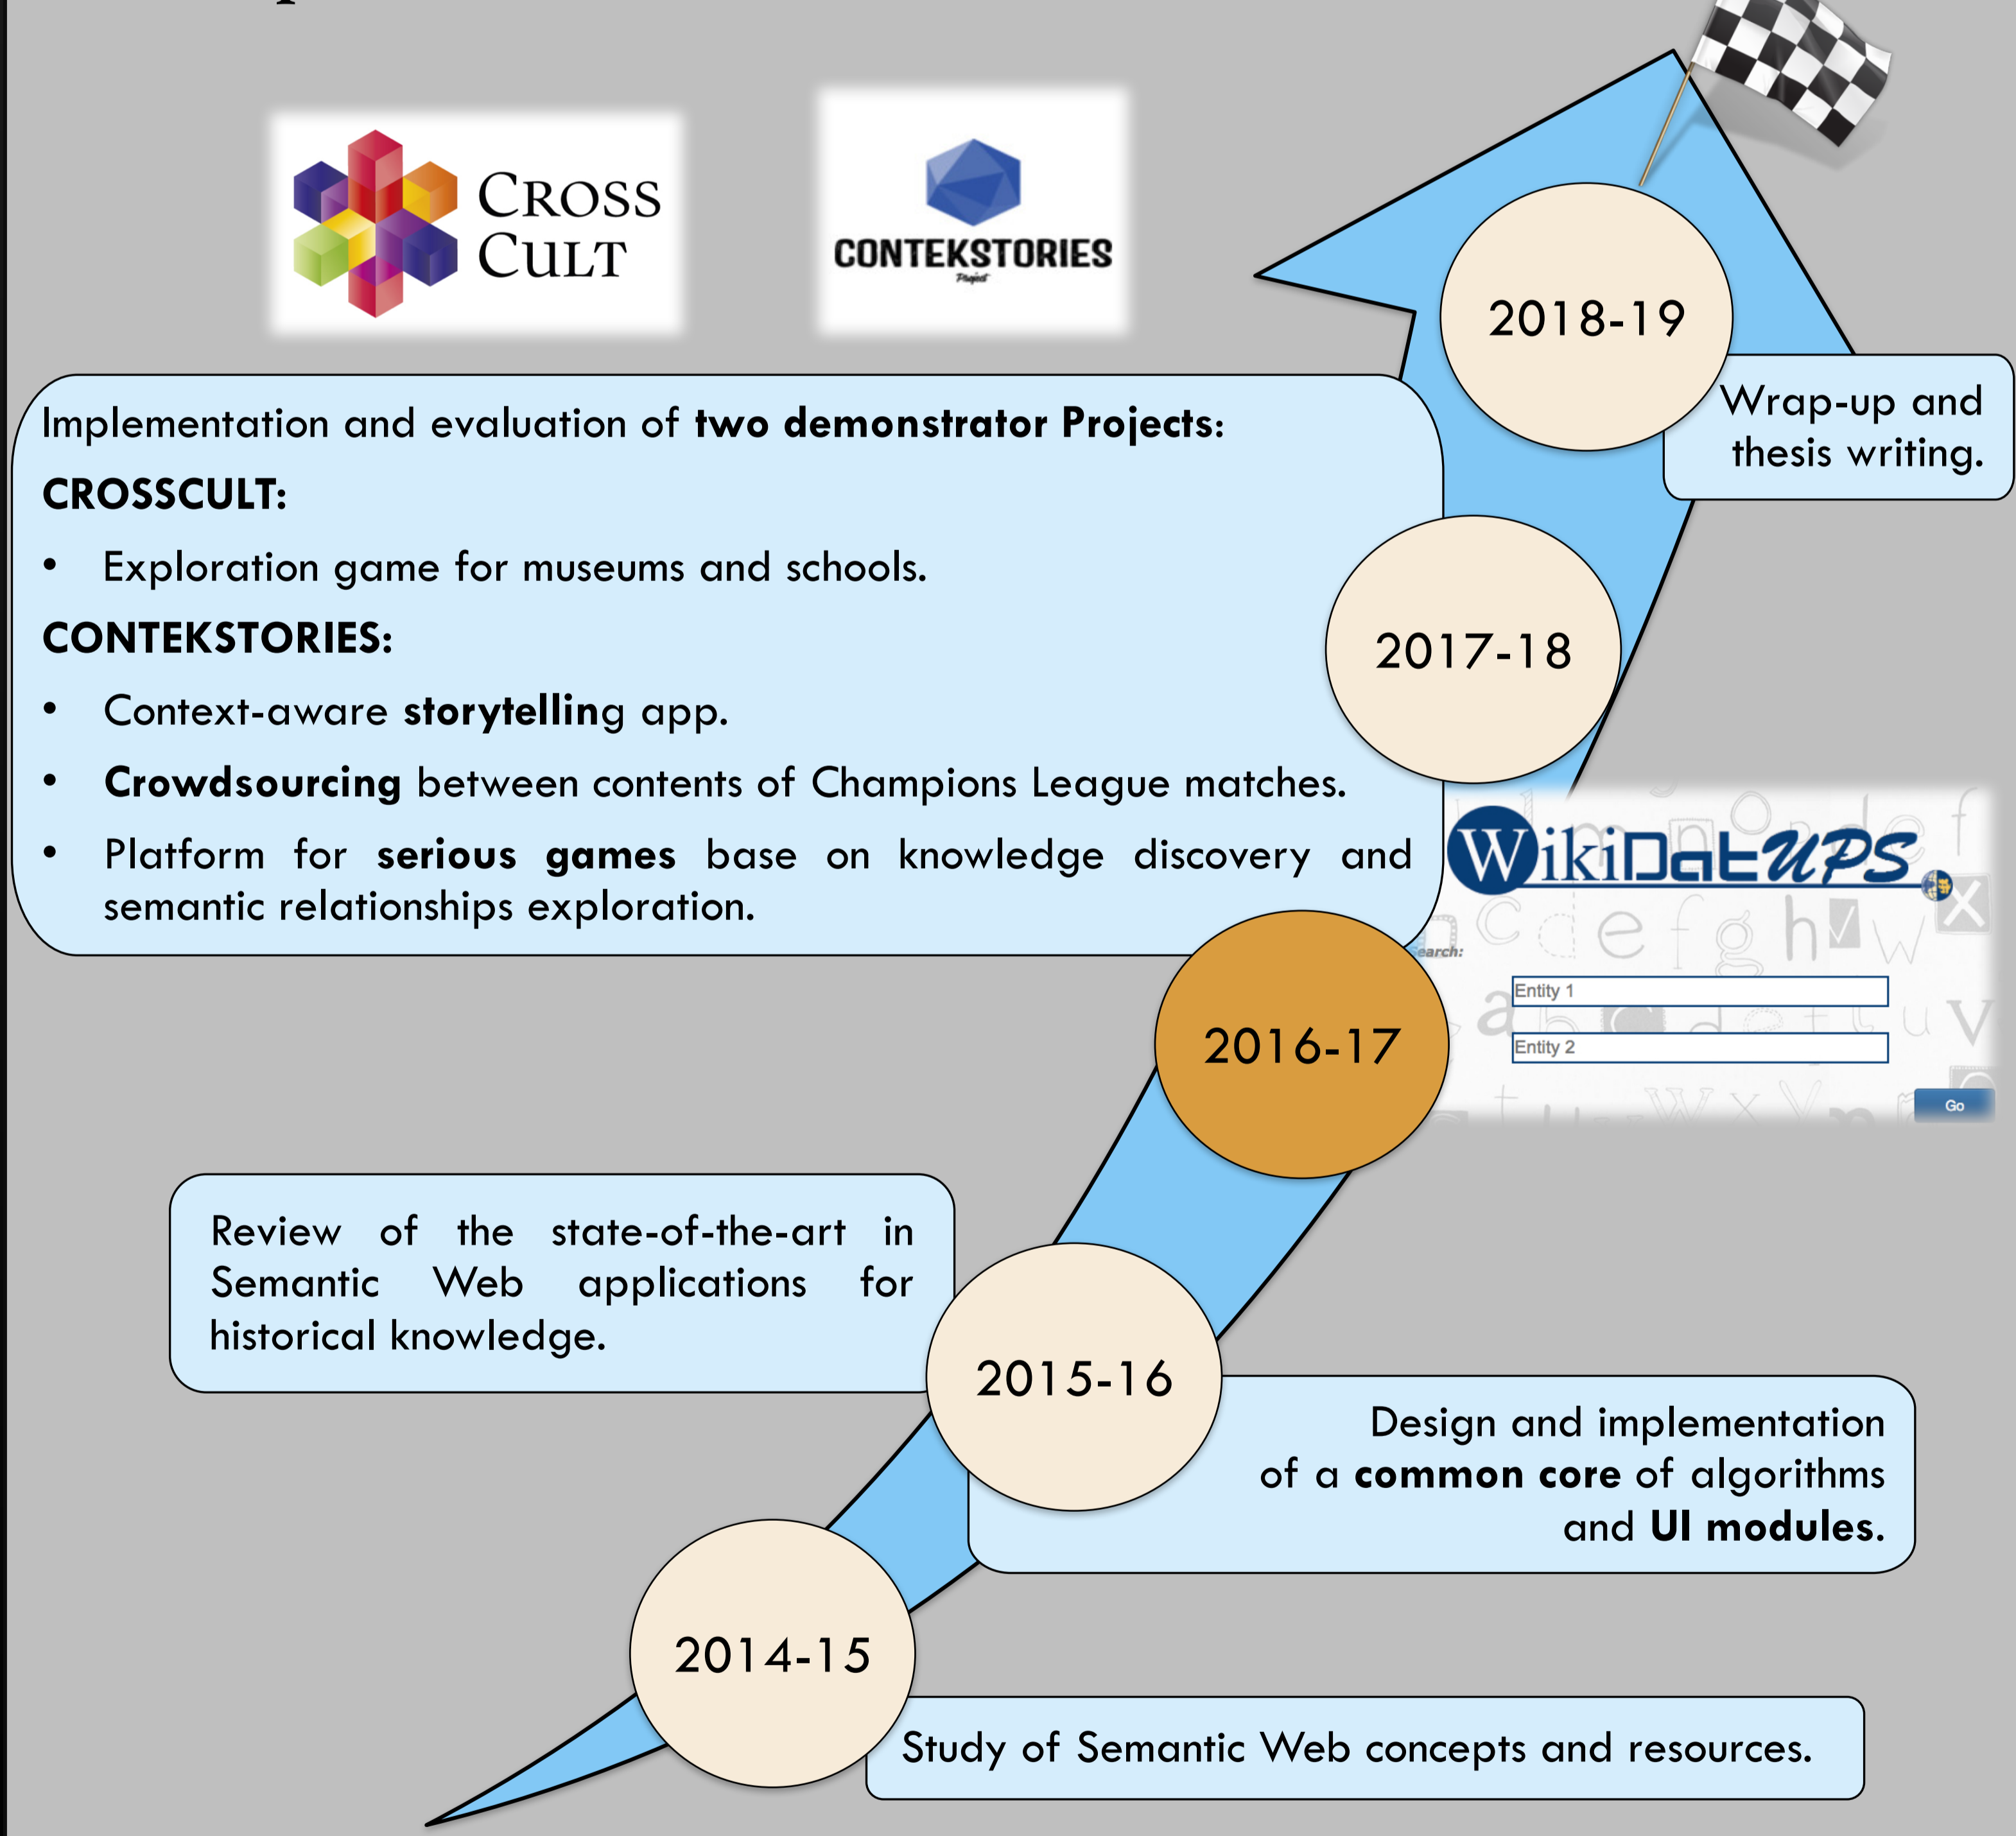 CROSS
CULT
CONTEKSTORIES
Project
2018-19
Wrap-up and
thesis writing.
Implementation and evaluation of two demonstrator Projects:
CROSSCULT:
• Exploration game for museums and schools.
CONTEKSTORIES:
• Context-aware storytelling app.
• Crowdsourcing between contents of Champions League matches.
• Platform for serious games base on knowledge discovery and
semantic relationships exploration.
2017-18
WikiDatUPS
Search:
Entity 1
Entity 2
Go
2016-17
Review of the state-of-the-art in
Semantic Web applications for
historical knowledge.
2015-16
Design and implementation
of a common core of algorithms
and UI modules.
2014-15
Study of Semantic Web concepts and resources.